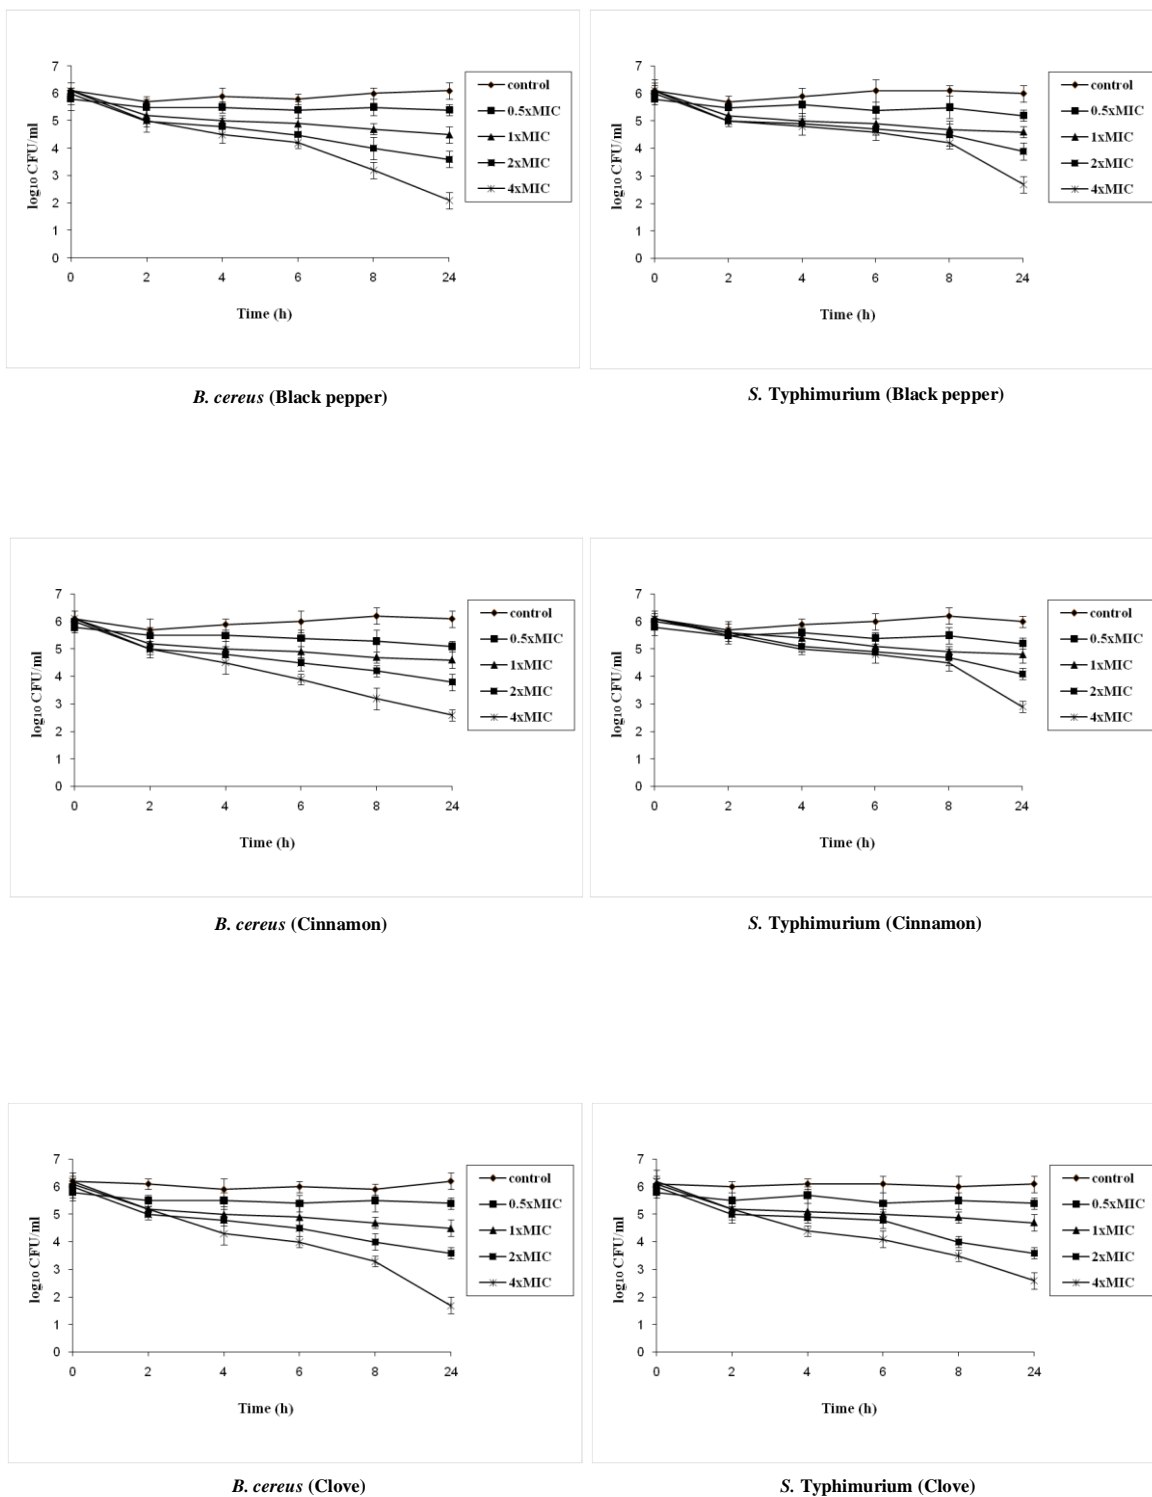 7
6
5
4
3
2
1
0
log10 CFU/ml
0 2 4 6 8 24
Time (h)
control
0.5xMIC
1xMIC
2xMIC
4xMIC
B. cereus (Black pepper)
7
6
5
4
3
2
1
0
log10 CFU/ml
0 2 4 6 8 24
Time (h)
control
0.5xMIC
1xMIC
2xMIC
4xMIC
S. Typhimurium (Black pepper)
7
6
5
4
3
2
1
0
log10 CFU/ml
0 2 4 6 8 24
Time (h)
control
0.5xMIC
1xMIC
2xMIC
4xMIC
B. cereus (Cinnamon)
7
6
5
4
3
2
1
0
log10 CFU/ml
0 2 4 6 8 24
Time (h)
control
0.5xMIC
1xMIC
2xMIC
4xMIC
S. Typhimurium (Cinnamon)
7
6
5
4
3
2
1
0
log10 CFU/ml
0 2 4 6 8 24
Time (h)
control
0.5xMIC
1xMIC
2xMIC
4xMIC
B. cereus (Clove)
7
6
5
4
3
2
1
0
log10 CFU/ml
0 2 4 6 8 24
Time (h)
control
0.5xMIC
1xMIC
2xMIC
4xMIC
S. Typhimurium (Clove)